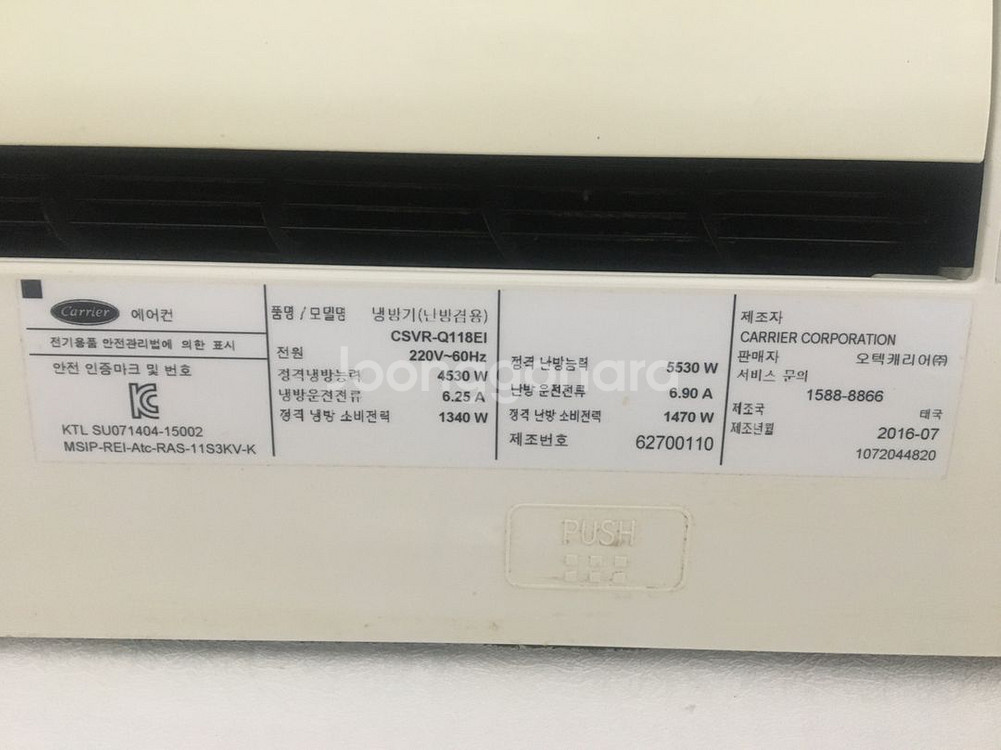 Carrier 에어컨
전기용품 안전관리법에 의한 표시
안전 인증마크 및 번호
KC
KTL SU071404-15002
MSIP-REI-Atc-RAS-11S3KV-K
품명 / 모델명 냉방기(난방겸용)
CSVR-Q118EI
전원 220V~60Hz
정격냉방능력 4530 W
냉방운전전류 6.25 A
정격 냉방 소비전력 1340 W
정격 난방능력 5530 W
난방 운전전류 6.90 A
정격 난방 소비전력 1470 W
제조번호 62700110
제조자
CARRIER CORPORATION
판매자 오텍캐리어㈜
서비스 문의
1588-8866
제조국 태국
제조년월 2016-07
1072044820
bonaganara
PUSH